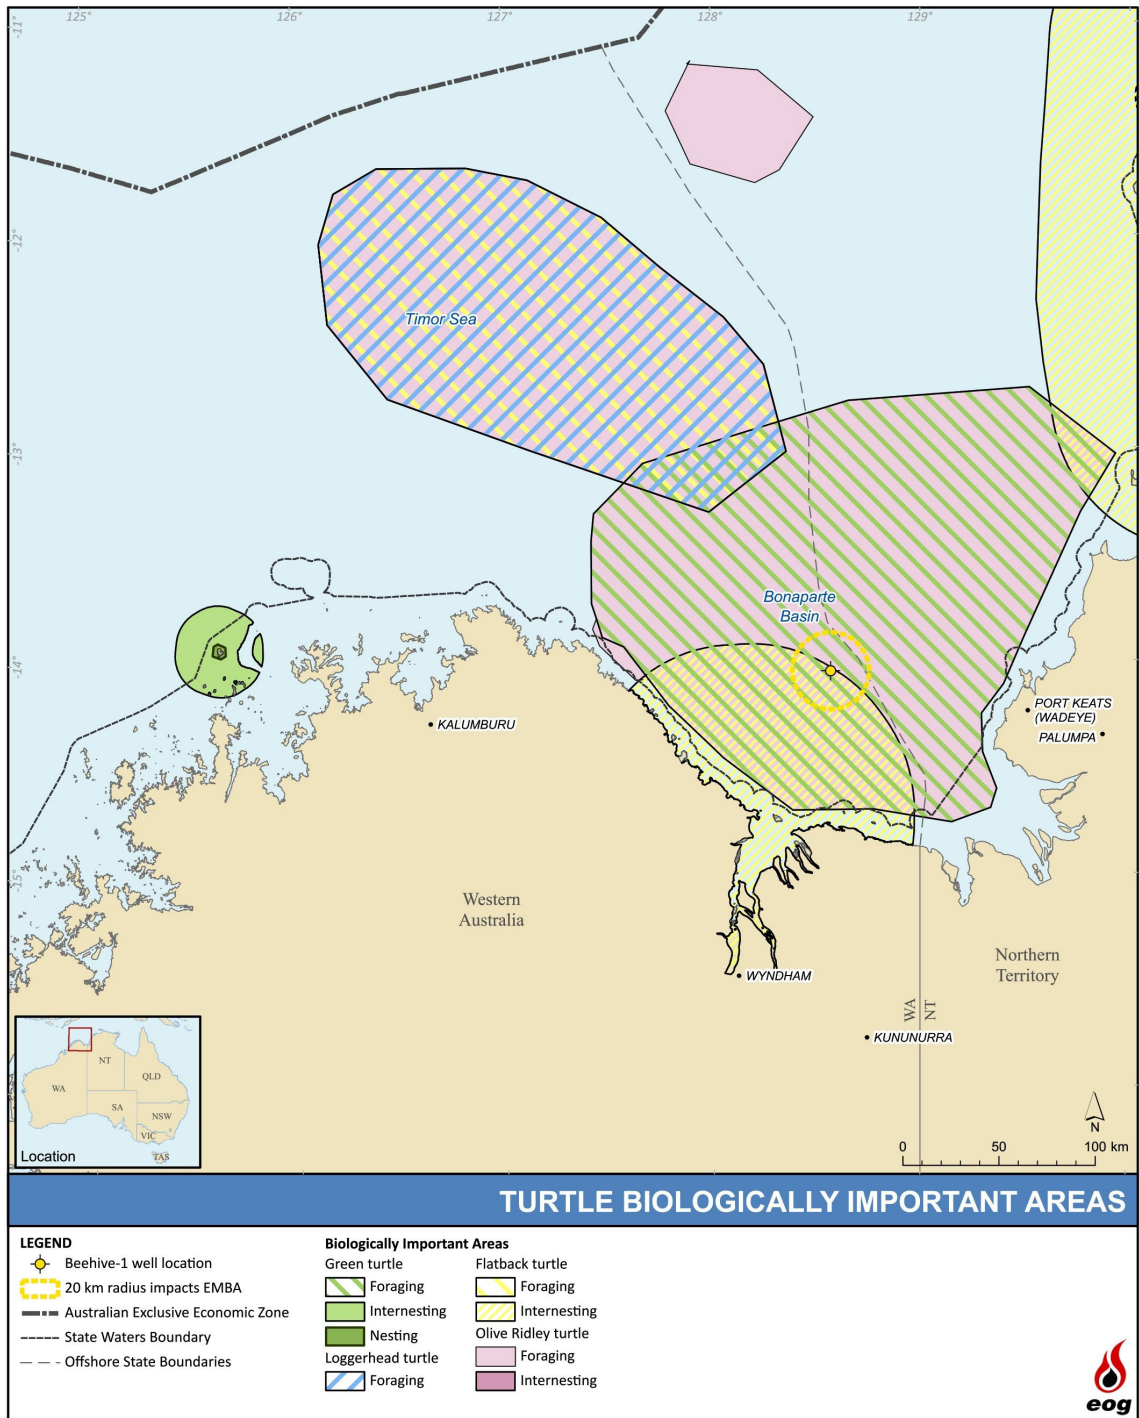 125°
126°
127°
128°
129°
-11°
-12°
-13°
-14°
-15°
Timor Sea
Bonaparte
Basin
KALUMBURU
PORT KEATS
(WADEYE)
PALUMPA
Western
Australia
Northern
Territory
WYNDHAM
WA
NT
KUNUNURRA
WA
NT
QLD
SA
NSW
VIC
TAS
Location
N
0 50 100 km
TURTLE BIOLOGICALLY IMPORTANT AREAS
LEGEND
Beehive-1 well location
20 km radius impacts EMBA
Australian Exclusive Economic Zone
State Waters Boundary
Offshore State Boundaries
Biologically Important Areas
Green turtle
Foraging
Internesting
Nesting
Loggerhead turtle
Foraging
Flatback turtle
Foraging
Internesting
Olive Ridley turtle
Foraging
Internesting
eog